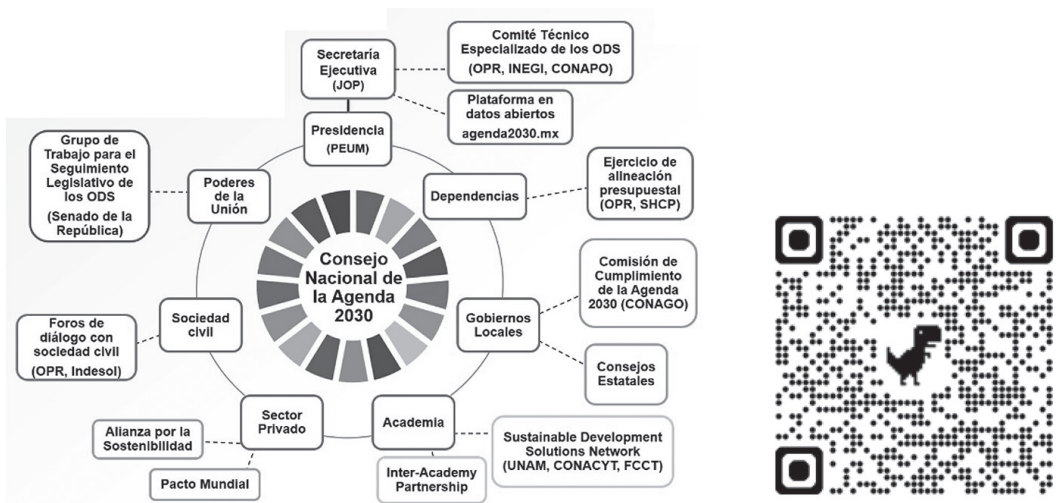 Secretaría
Ejecutiva
(JOP)
Comité Técnico
Especializado de los ODS
(OPR, INEGI, CONAPO)
Plataforma en
datos abiertos
agenda2030.mx
Presidencia
(PEUM)
Grupo de
Trabajo para el
Seguimiento
Legislativo de
los ODS
(Senado de la
República)
Poderes
de la
Unión
Dependencias
Ejercicio de
alineación
presupuestal
(OPR, SHCP)
Consejo
Nacional de
la Agenda
2030
Comisión de
Cumplimiento
de la Agenda
2030 (CONAGO)
Gobiernos
Locales
Consejos
Estatales
Sociedad
civil
Foros de
diálogo con
sociedad civil
(OPR, Indesol)
Sector
Privado
Alianza por la
Sostenibilidad
Pacto Mundial
Academia
Inter-Academy
Partnership
Sustainable Development
Solutions Network
(UNAM, CONACYT, FCCT)